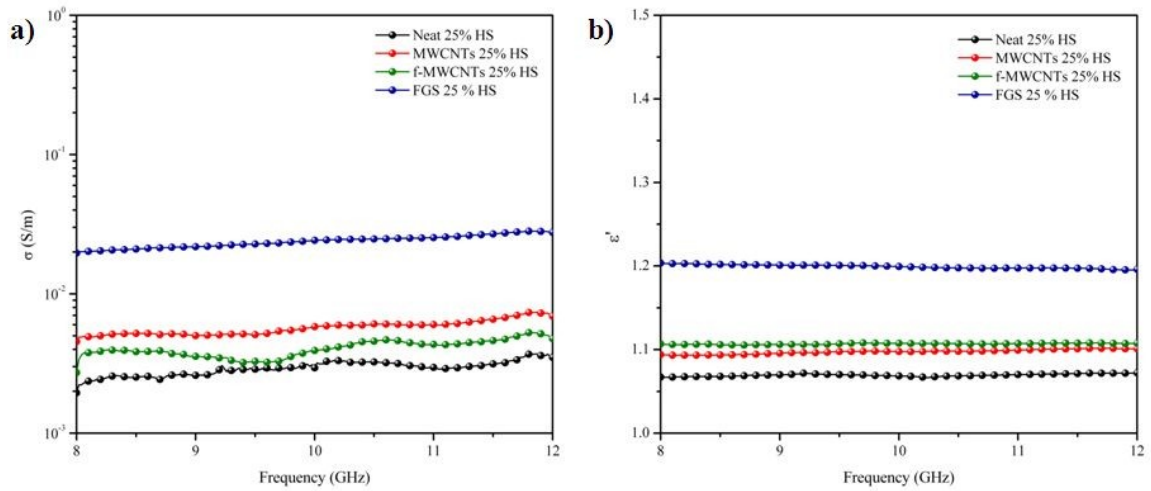 a)
10⁰
10⁻¹
10⁻²
10⁻³
σ (S/m)
Neat 25% HS
MWCNTs 25% HS
f-MWCNTs 25% HS
FGS 25 % HS
8 9 10 11 12
Frequency (GHz)
b)
1.5
1.4
1.3
1.2
1.1
1.0
ε'
Neat 25% HS
MWCNTs 25% HS
f-MWCNTs 25% HS
FGS 25 % HS
8 9 10 11 12
Frequency (GHz)